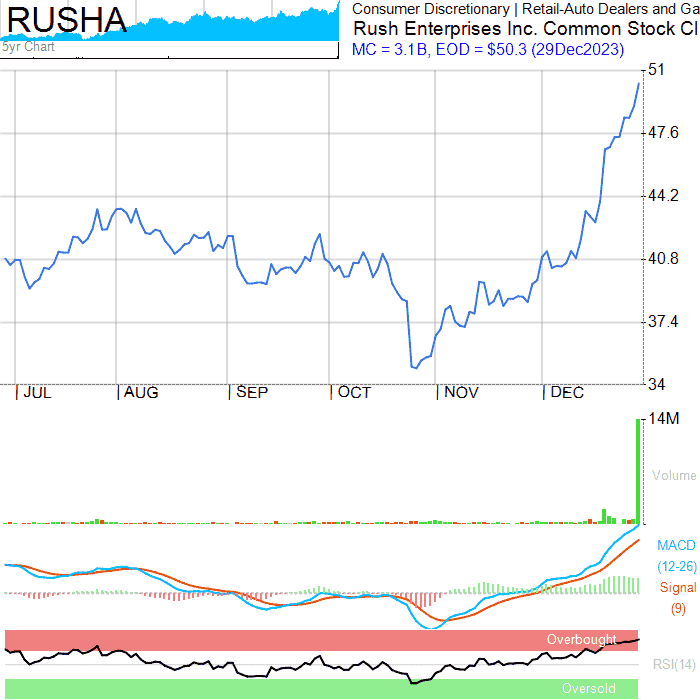 RUSHA
5yr Chart
Consumer Discretionary | Retail-Auto Dealers and Ga
Rush Enterprises Inc. Common Stock Cl
MC = 3.1B, EOD = $50.3 (29Dec2023)
51
47.6
44.2
40.8
37.4
34
JUL AUG SEP OCT NOV DEC
14M
Volume
MACD
(12-26)
Signal
(9)
Overbought
RSI(14)
Oversold